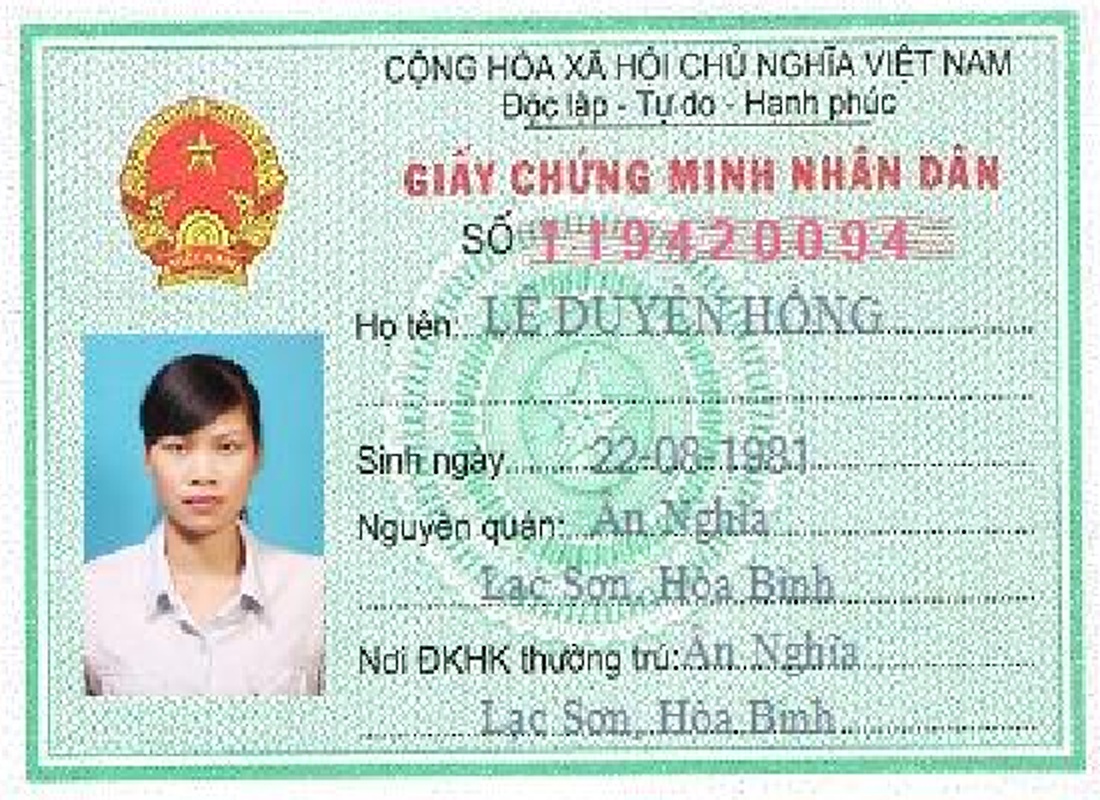 CỘNG HÒA XÃ HỘI CHỦ NGHĨA VIỆT NAM
Độc lập - Tự do - Hạnh phúc
GIẤY CHỨNG MINH NHÂN DÂN
SỐ 119420094
Họ tên: LÊ DUYÊN HỒNG
Sinh ngày 22-08-1981
Nguyên quán: Ân Nghĩa
Lạc Sơn, Hòa Bình
Nơi ĐKHK thường trú: Ân Nghĩa
Lạc Sơn, Hòa Bình